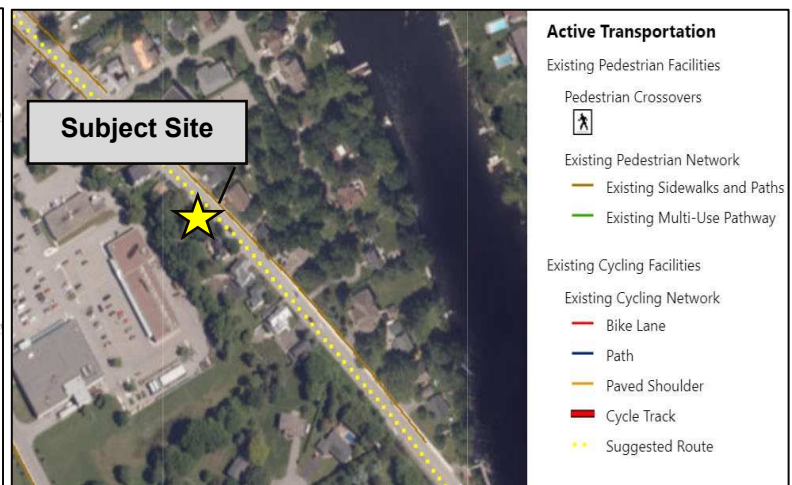 Subject Site
Active Transportation
Existing Pedestrian Facilities
Pedestrian Crossovers
Existing Pedestrian Network
Existing Sidewalks and Paths
Existing Multi-Use Pathway
Existing Cycling Facilities
Existing Cycling Network
Bike Lane
Path
Paved Shoulder
Cycle Track
Suggested Route